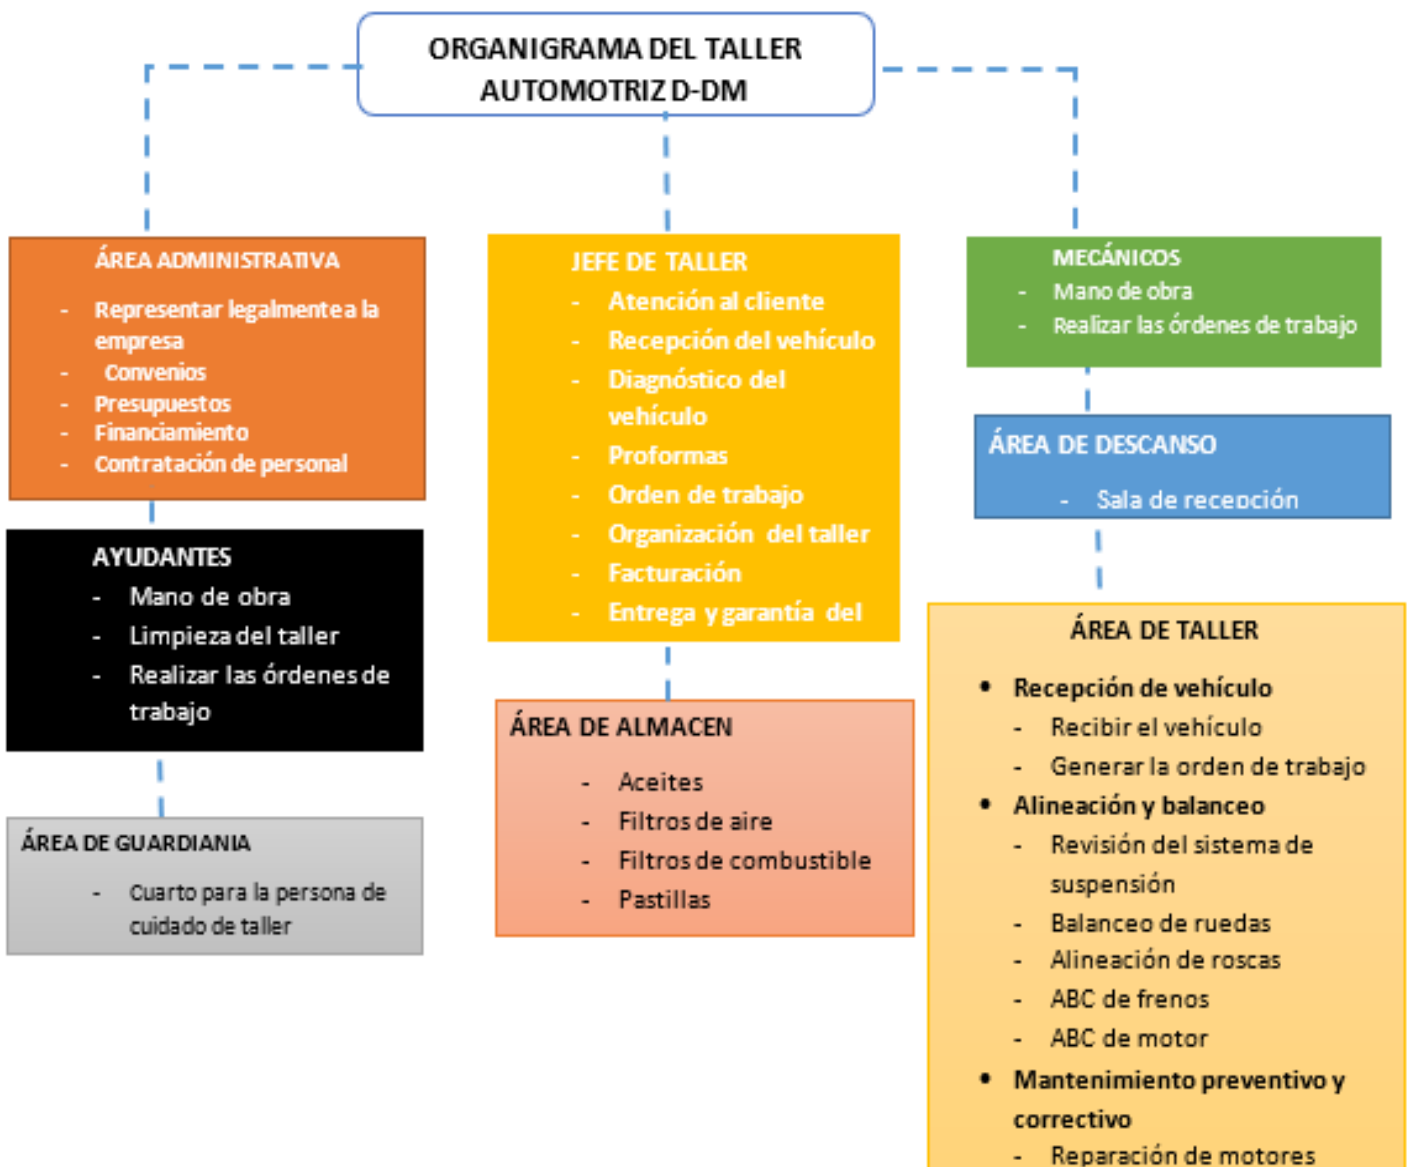 ORGANIGRAMA DEL TALLER
AUTOMOTRIZ D-DM
ÁREA ADMINISTRATIVA
- Representar legalmente a la
empresa
- Convenios
- Presupuestos
- Financiamiento
- Contratación de personal
AYUDANTES
- Mano de obra
- Limpieza del taller
- Realizar las órdenes de
trabajo
ÁREA DE GUARDIANIA
- Cuarto para la persona de
cuidado de taller
JEFE DE TALLER
- Atención al cliente
- Recepción del vehículo
- Diagnóstico del
vehículo
- Proformas
- Orden de trabajo
- Organización del taller
- Facturación
- Entrega y garantía del
ÁREA DE ALMACEN
- Aceites
- Filtros de aire
- Filtros de combustible
- Pastillas
MECÁNICOS
- Mano de obra
- Realizar las órdenes de trabajo
ÁREA DE DESCANSO
- Sala de recepción
ÁREA DE TALLER
• Recepción de vehículo
- Recibir el vehículo
- Generar la orden de trabajo
• Alineación y balanceo
- Revisión del sistema de
suspensión
- Balanceo de ruedas
- Alineación de roscas
- ABC de frenos
- ABC de motor
• Mantenimiento preventivo y
correctivo
- Reparación de motores